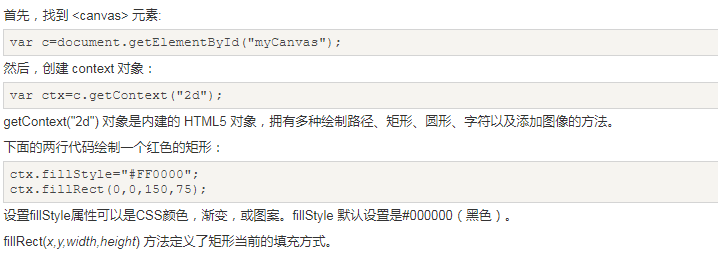 首先，找到 <canvas> 元素:
var c=document.getElementById("myCanvas");
然后，创建 context 对象：
var ctx=c.getContext("2d");
getContext("2d") 对象是内建的 HTML5 对象，拥有多种绘制路径、矩形、圆形、字符以及添加图像的方法。
下面的两行代码绘制一个红色的矩形：
ctx.fillStyle="#FF0000";
ctx.fillRect(0,0,150,75);
设置fillStyle属性可以是CSS颜色，渐变，或图案。fillStyle 默认设置是#000000（黑色）。
fillRect(x,y,width,height) 方法定义了矩形当前的填充方式。